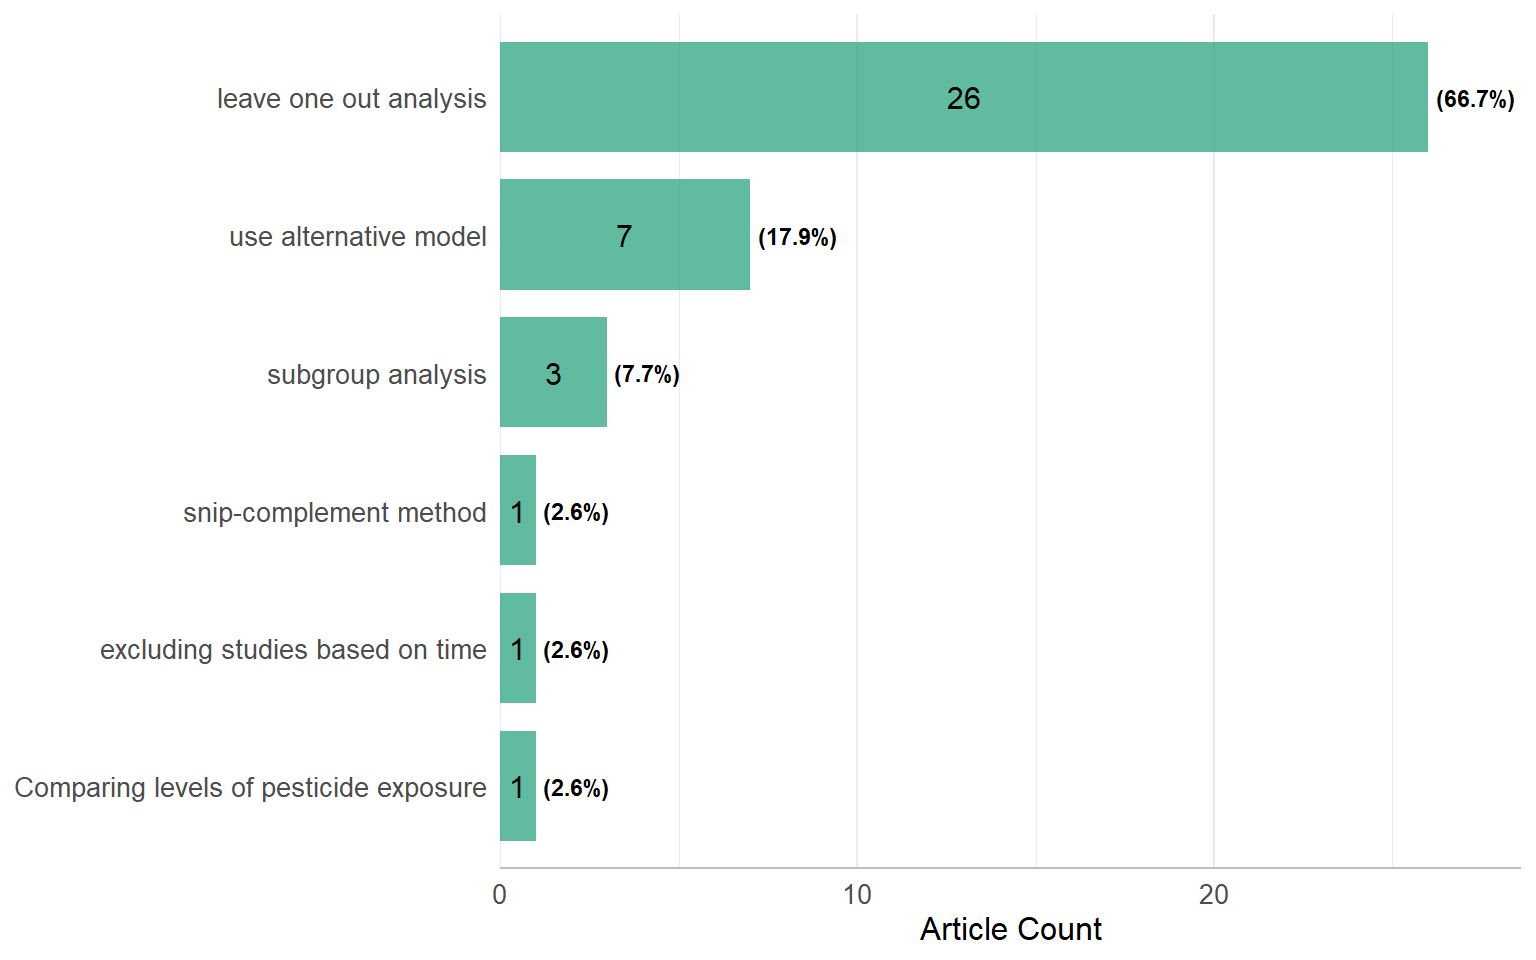 leave one out analysis 26 (66.7%)
use alternative model 7 (17.9%)
subgroup analysis 3 (7.7%)
snip-complement method 1 (2.6%)
excluding studies based on time 1 (2.6%)
Comparing levels of pesticide exposure 1 (2.6%)
0 10 20
Article Count